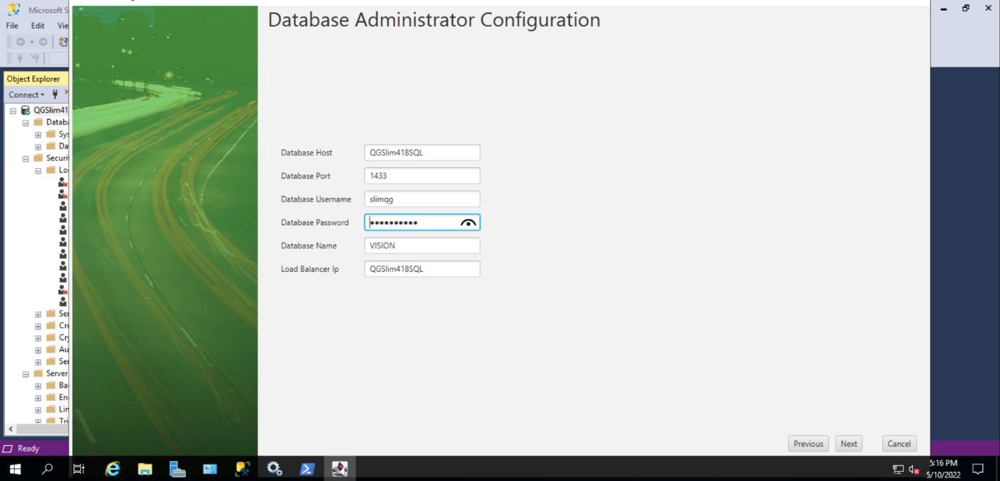 Microsoft S
Database Administrator Configuration
File Edit Vie
Object Explorer
Connect
QGSlim41
Databa
Sys
Da
Securit
Lo
Ser
Cre
Cry
Au
Ser
Server
Ba
En
Lin
Tri
Database Host QGSlim418SQL
Database Port 1433
Database Username slimqg
Database Password ••••••••••
Database Name VISION
Load Balancer Ip QGSlim418SQL
Previous Next Cancel
Ready
5:16 PM
5/10/2022